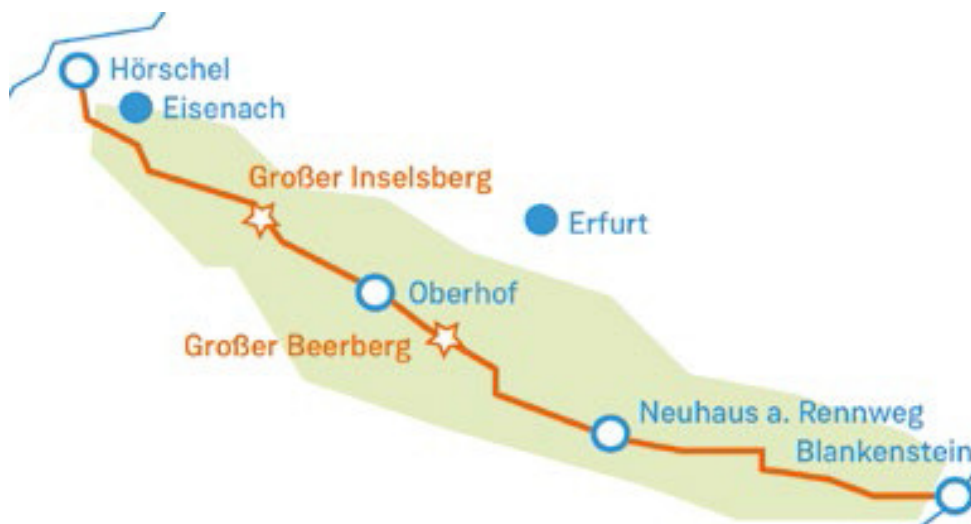 Hörschel
Eisenach
Großer Inselsberg
Erfurt
Oberhof
Großer Beerberg
Neuhaus a. Rennweg
Blankenstein